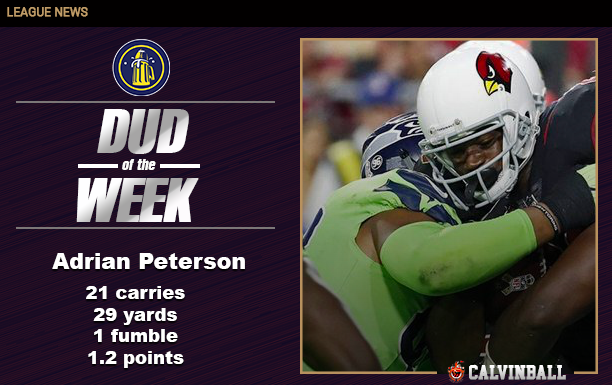 LEAGUE NEWS
DUD
of the
WEEK
Adrian Peterson
21 carries
29 yards
1 fumble
1.2 points
CALVINBALL